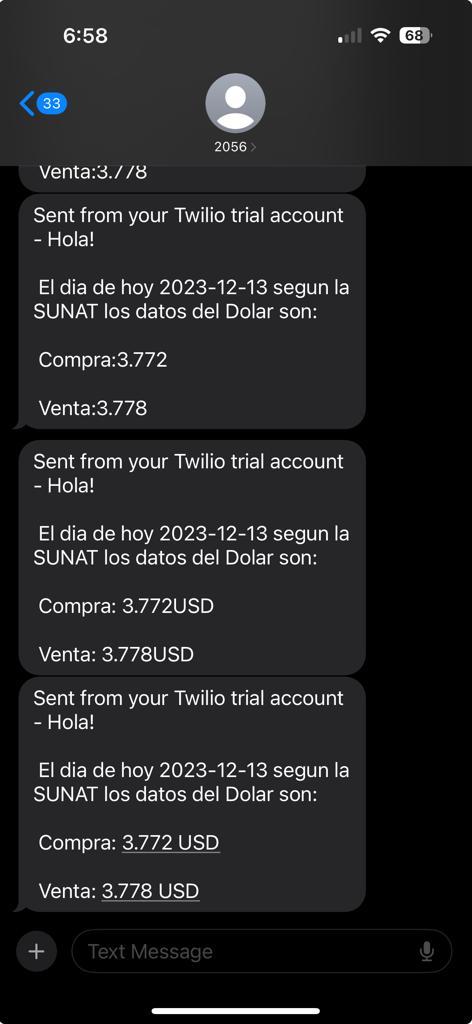 6:58
68
33
2056
Venta:3.778
Sent from your Twilio trial account
- Hola!
El dia de hoy 2023-12-13 segun la
SUNAT los datos del Dolar son:
Compra:3.772
Venta:3.778
Sent from your Twilio trial account
- Hola!
El dia de hoy 2023-12-13 segun la
SUNAT los datos del Dolar son:
Compra: 3.772USD
Venta: 3.778USD
Sent from your Twilio trial account
- Hola!
El dia de hoy 2023-12-13 segun la
SUNAT los datos del Dolar son:
Compra: 3.772 USD
Venta: 3.778 USD
Text Message